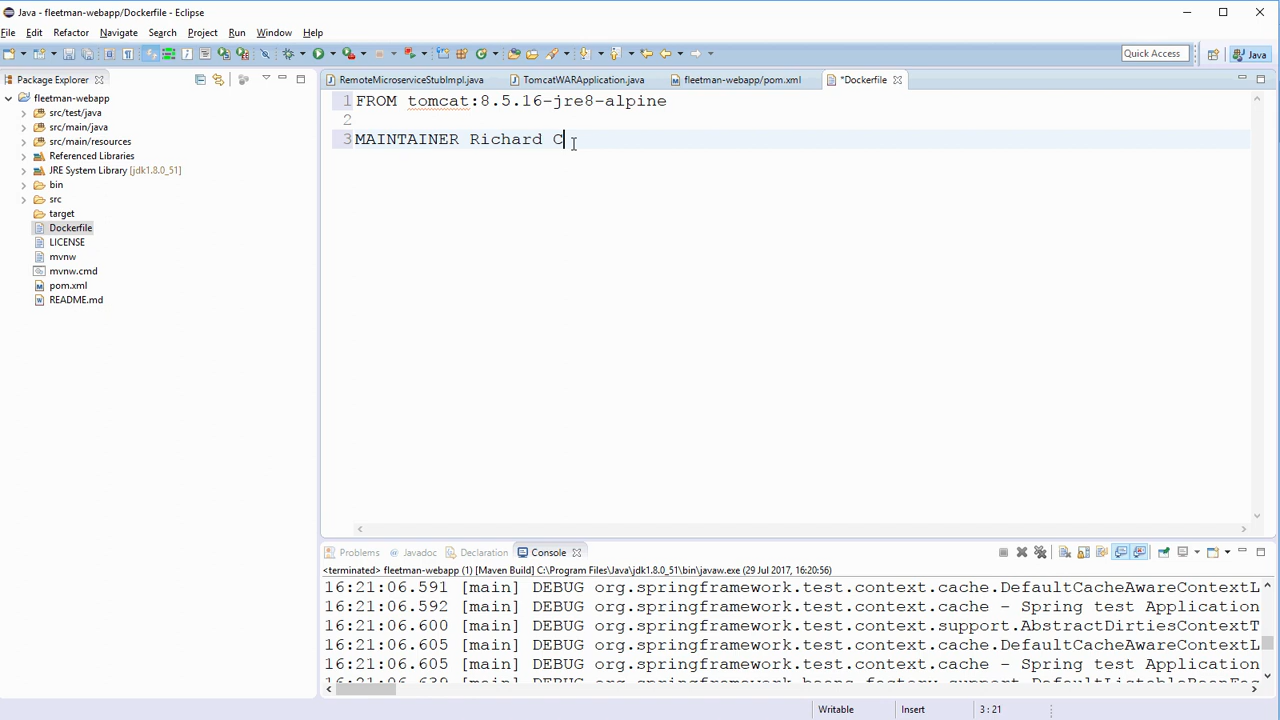 Java - fleetman-webapp/Dockerfile - Eclipse
File Edit Refactor Navigate Search Project Run Window Help
Quick Access
Java
Package Explorer
RemoteMicroserviceStubImpl.java
TomcatWARApplication.java
fleetman-webapp/pom.xml
*Dockerfile
fleetman-webapp
src/test/java
src/main/java
src/main/resources
Referenced Libraries
JRE System Library [jdk1.8.0_51]
bin
src
target
Dockerfile
LICENSE
mvnw
mvnw.cmd
pom.xml
README.md
1 FROM tomcat:8.5.16-jre8-alpine
2
3 MAINTAINER Richard C
Problems @ Javadoc Declaration Console
<terminated> fleetman-webapp (1) [Maven Build] C:\Program Files\Java\jdk1.8.0_51\bin\javaw.exe (29 Jul 2017, 16:20:56)
16:21:06.591 [main] DEBUG org.springframework.test.context.cache.DefaultCacheAwareContextL
16:21:06.592 [main] DEBUG org.springframework.test.context.cache - Spring test Application
16:21:06.600 [main] DEBUG org.springframework.test.context.support.AbstractDirtiesContextT
16:21:06.605 [main] DEBUG org.springframework.test.context.cache.DefaultCacheAwareContextL
16:21:06.605 [main] DEBUG org.springframework.test.context.cache - Spring test Application
Writable Insert 3 : 21